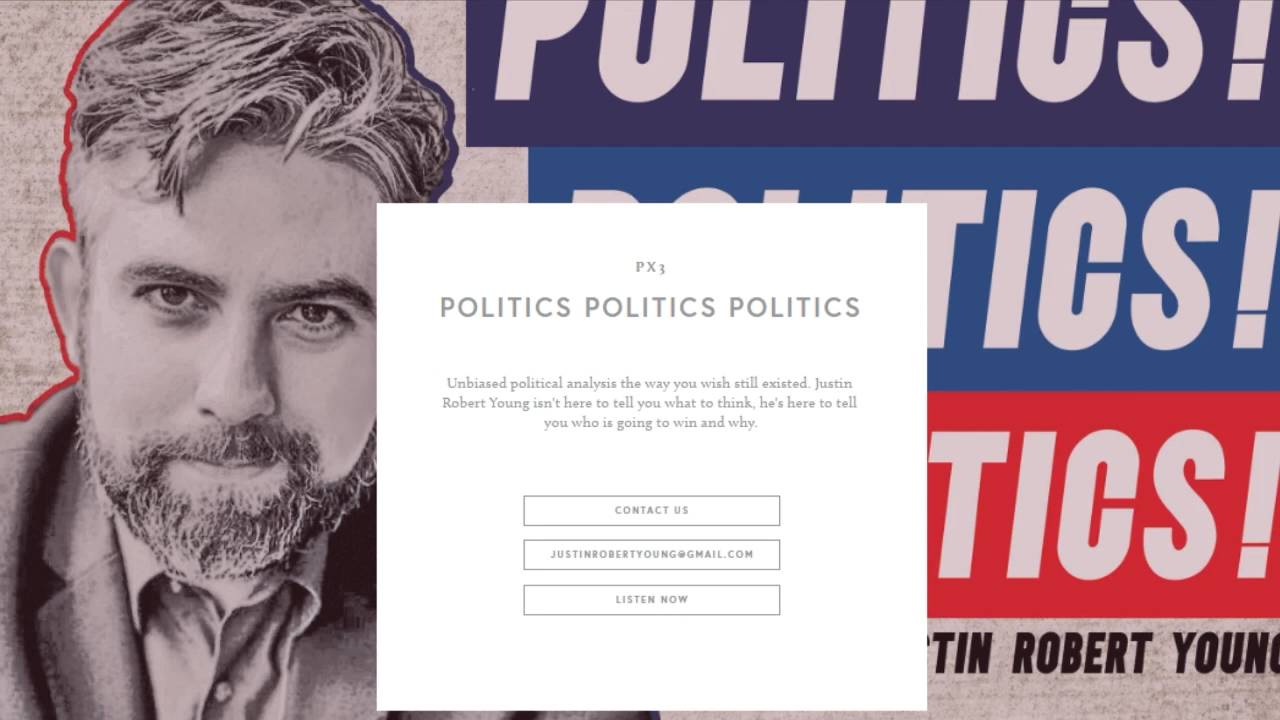 POLITICS!
TICS!
PX3
POLITICS POLITICS POLITICS
Unbiased political analysis the way you wish still existed. Justin
Robert Young isn't here to tell you what to think, he's here to tell
you who is going to win and why.
TICS!
CONTACT US
JUSTINROBERTYOUNG@GMAIL.COM
LISTEN NOW
TIN ROBERT YOUNG